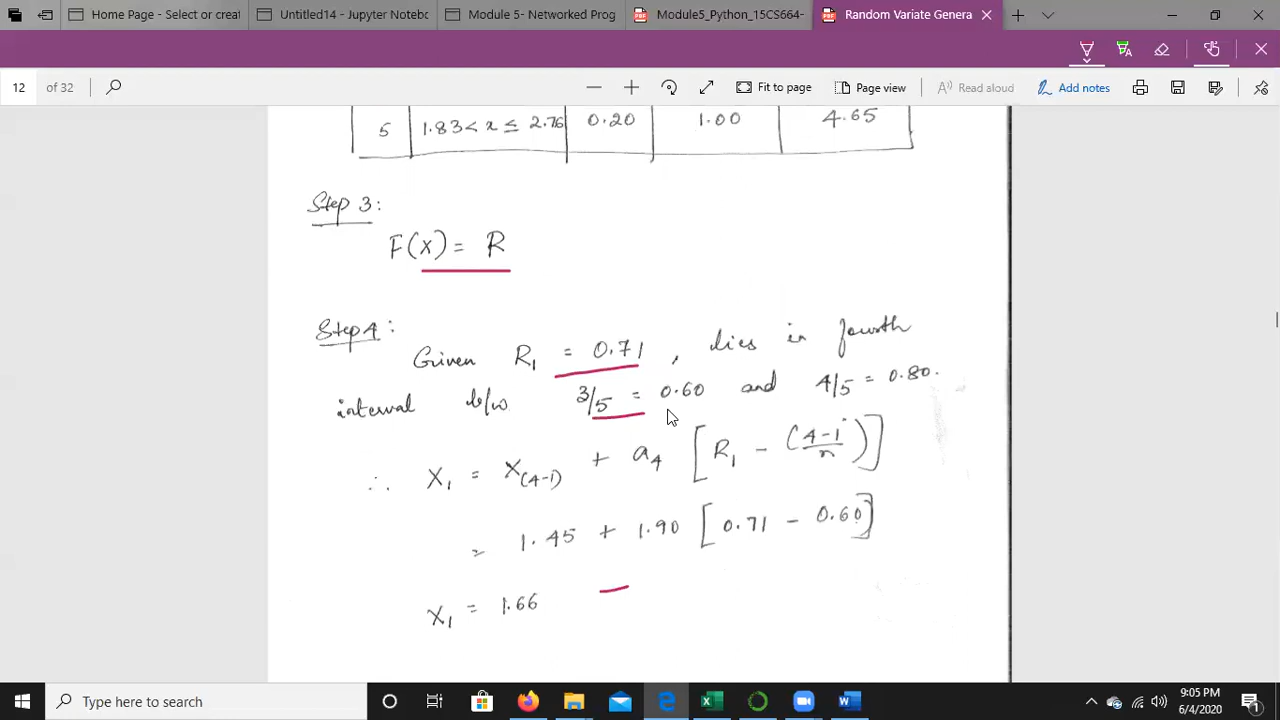 Home Page - Select or creat
Untitled14 - Jupyter Noteboo
Module 5- Networked Prog
Module5_Python_15CS664-
Random Variate Genera
12 of 32
Fit to page
Page view
Read aloud
Add notes
5 1.83 < x ≤ 2.76 0.20 1.00 4.65
Step 3:
F(x) = R
Step 4:
Given R1 = 0.71, lies in fourth
interval b/w 3/5 = 0.60 and 4/5 = 0.80.
∴ X1 = X(4-1) + a4 [R1 - (4-1/n)]
= 1.45 + 1.90 [0.71 - 0.60]
X1 = 1.66
Type here to search
9:05 PM
6/4/2020